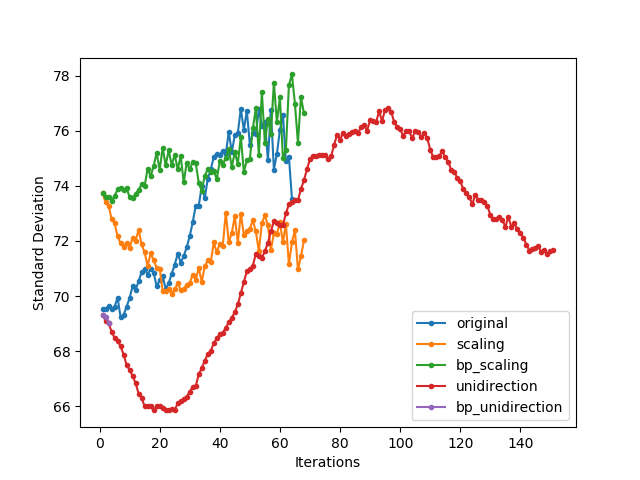 78
76
74
72
70
68
66
Standard Deviation
0 20 40 60 80 100 120 140
Iterations
original
scaling
bp_scaling
unidirection
bp_unidirection